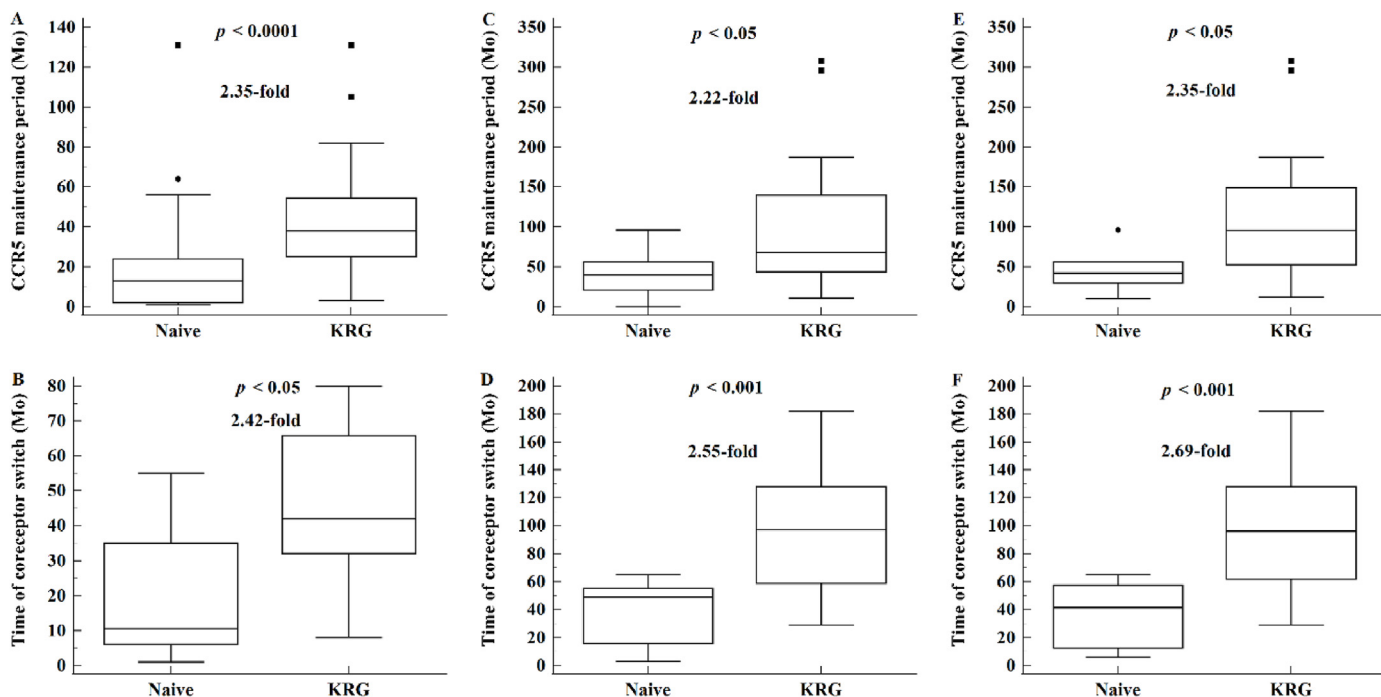 A
CCR5 maintenance period (Mo)
140
120
100
80
60
40
20
0
p < 0.0001
2.35-fold
Naive KRG
C
CCR5 maintenance period (Mo)
350
300
250
200
150
100
50
0
p < 0.05
2.22-fold
Naive KRG
E
CCR5 maintenance period (Mo)
350
300
250
200
150
100
50
0
p < 0.05
2.35-fold
Naive KRG
B
Time of coreceptor switch (Mo)
80
70
60
50
40
30
20
10
0
p < 0.05
2.42-fold
Naive KRG
D
Time of coreceptor switch (Mo)
200
180
160
140
120
100
80
60
40
20
0
p < 0.001
2.55-fold
Naive KRG
F
Time of coreceptor switch (Mo)
200
180
160
140
120
100
80
60
40
20
0
p < 0.001
2.69-fold
Naive KRG